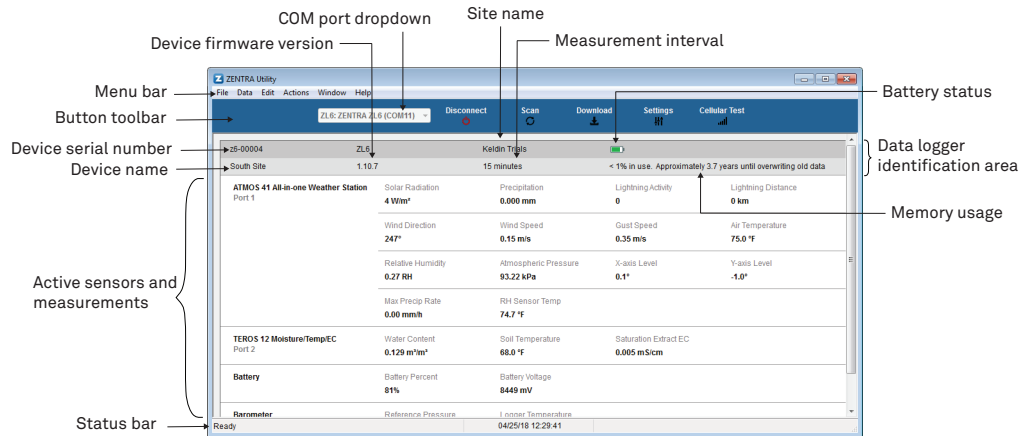 COM port dropdown
Site name
Device firmware version
Measurement interval
Menu bar
Button toolbar
Device serial number
Device name
Active sensors and
measurements
Status bar
Battery status
Data logger
identification area
Memory usage
Z ZENTRA Utility
File Data Edit Actions Window Help
ZL6: ZENTRA ZL6 (COM11) Disconnect Scan Download Settings Cellular Test
z6-00004 ZL6 Keldin Trials
South Site 1.10.7 15 minutes < 1% in use. Approximately 3.7 years until overwriting old data
ATMOS 41 All-in-one Weather Station Solar Radiation Precipitation Lightning Activity Lightning Distance
Port 1 4 W/m² 0.000 mm 0 0 km
Wind Direction Wind Speed Gust Speed Air Temperature
247° 0.15 m/s 0.35 m/s 75.0 °F
Relative Humidity Atmospheric Pressure X-axis Level Y-axis Level
0.27 RH 93.22 kPa 0.1° -1.0°
Max Precip Rate RH Sensor Temp
0.00 mm/h 74.7 °F
TEROS 12 Moisture/Temp/EC Water Content Soil Temperature Saturation Extract EC
Port 2 0.129 m³/m³ 68.0 °F 0.005 mS/cm
Battery Battery Percent Battery Voltage
81% 8449 mV
Barometer Reference Pressure Logger Temperature
Ready 04/25/18 12:29:41